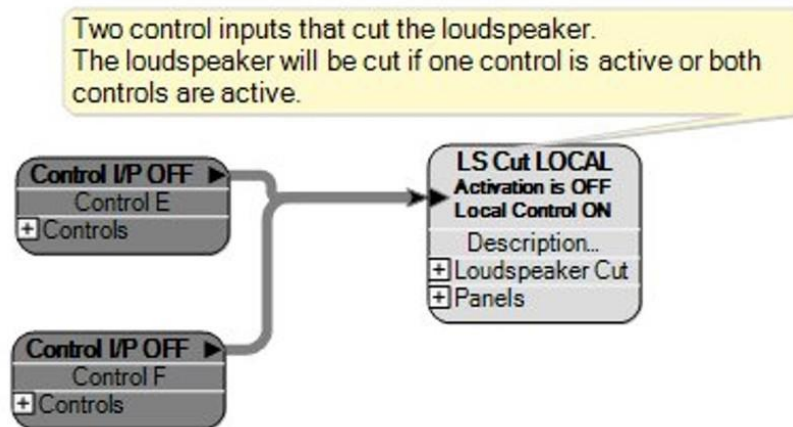 Two control inputs that cut the loudspeaker.
The loudspeaker will be cut if one control is active or both
controls are active.
Control I/P OFF
Control E
Controls
LS Cut LOCAL
Activation is OFF
Local Control ON
Description...
Loudspeaker Cut
Panels
Control I/P OFF
Control F
Controls